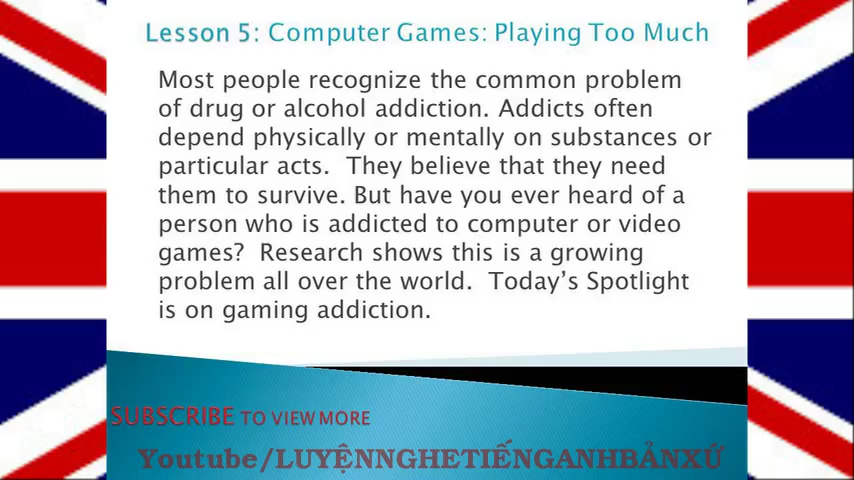 Lesson 5: Computer Games: Playing Too Much
Most people recognize the common problem
of drug or alcohol addiction. Addicts often
depend physically or mentally on substances or
particular acts.  They believe that they need
them to survive. But have you ever heard of a
person who is addicted to computer or video
games?  Research shows this is a growing
problem all over the world.  Today’s Spotlight
is on gaming addiction.
SUBSCRIBE TO VIEW MORE
Youtube/LUYỆNNGHETIẾNGANHBẢNXỨ